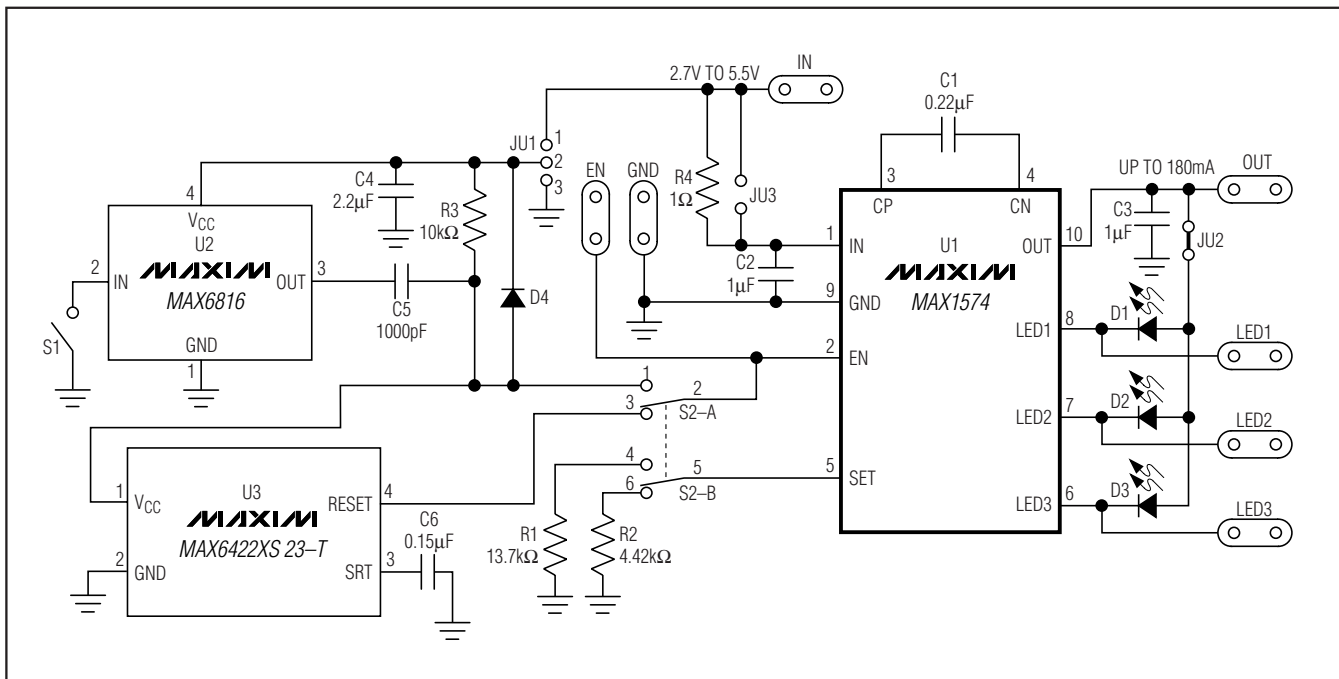 2.7V TO 5.5V
IN
C1
0.22µF
JU1
1
2
3
EN
GND
R4
1Ω
JU3
3
4
CP
CN
UP TO 180mA
OUT
4
VCC
U2
MAXIM
MAX6816
2
IN
OUT
3
GND
1
S1
C4
2.2µF
R3
10kΩ
C5
1000pF
D4
C2
1µF
1
IN
U1
MAXIM
MAX1574
9
GND
2
EN
5
SET
OUT
10
C3
1µF
JU2
LED1
8
D1
LED1
LED2
7
D2
LED2
LED3
6
D3
LED3
1
2
3
S2–A
4
5
6
S2–B
1
VCC
U3
MAXIM
MAX6422XS 23–T
RESET
4
2
GND
SRT
3
C6
0.15µF
R1
13.7kΩ
R2
4.42kΩ